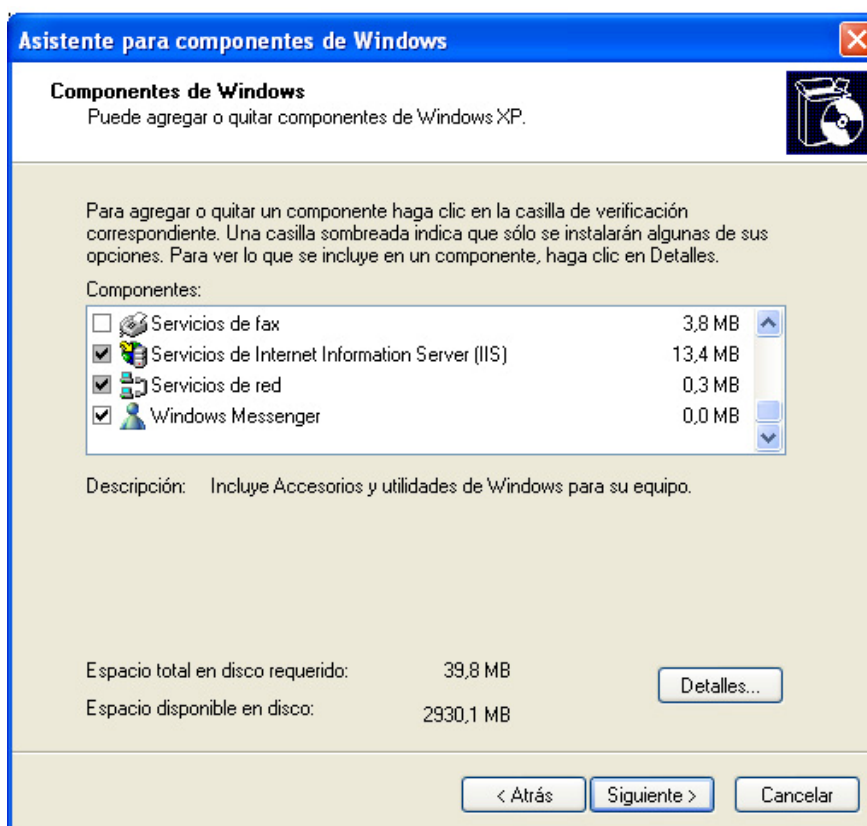 Asistente para componentes de Windows
Componentes de Windows
Puede agregar o quitar componentes de Windows XP.
Para agregar o quitar un componente haga clic en la casilla de verificación
correspondiente. Una casilla sombreada indica que sólo se instalarán algunas de sus
opciones. Para ver lo que se incluye en un componente, haga clic en Detalles.
Componentes:
Servicios de fax 3,8 MB
Servicios de Internet Information Server (IIS) 13,4 MB
Servicios de red 0,3 MB
Windows Messenger 0,0 MB
Descripción: Incluye Accesorios y utilidades de Windows para su equipo.
Espacio total en disco requerido: 39,8 MB
Detalles...
Espacio disponible en disco: 2930,1 MB
< Atrás Siguiente > Cancelar